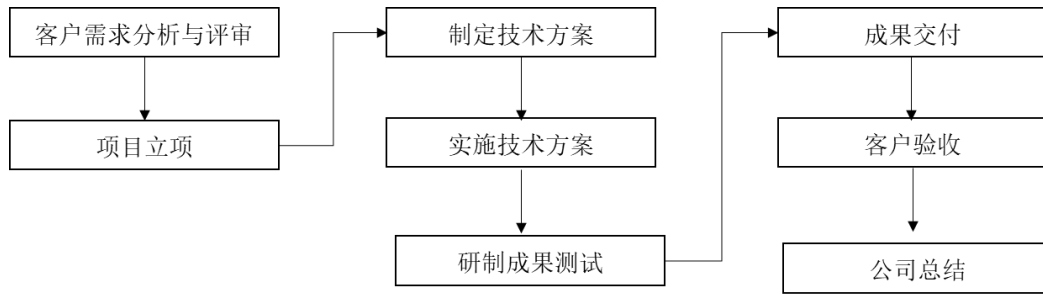 客户需求分析与评审
项目立项
制定技术方案
实施技术方案
研制成果测试
成果交付
客户验收
公司总结